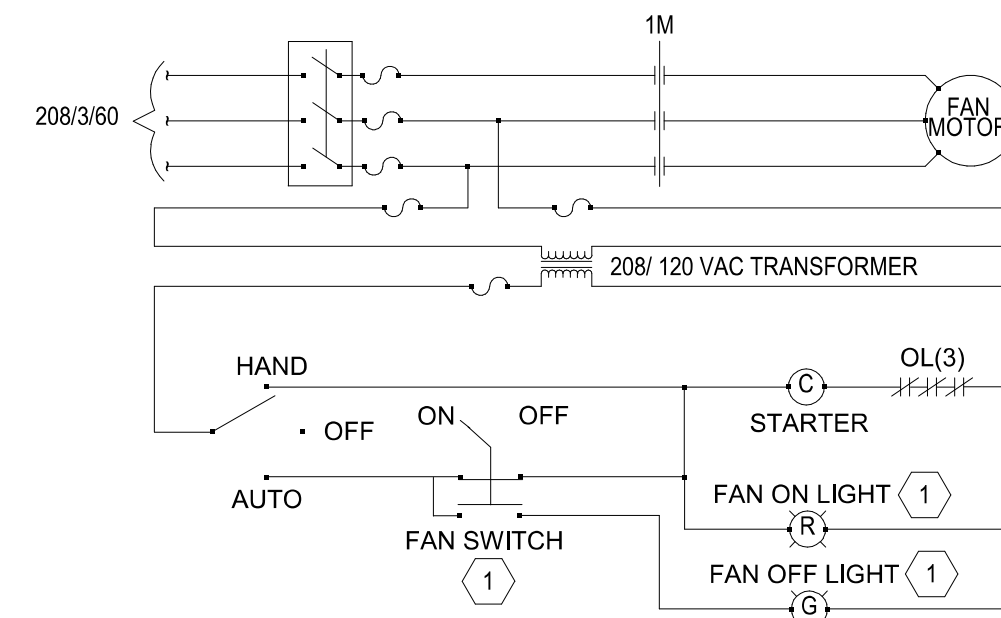 1M
208/3/60
FAN
MOTOR
208/ 120 VAC TRANSFORMER
HAND
OL(3)
C
ON
OFF
OFF
STARTER
AUTO
FAN ON LIGHT
1
R
FAN SWITCH
1
FAN OFF LIGHT
1
G